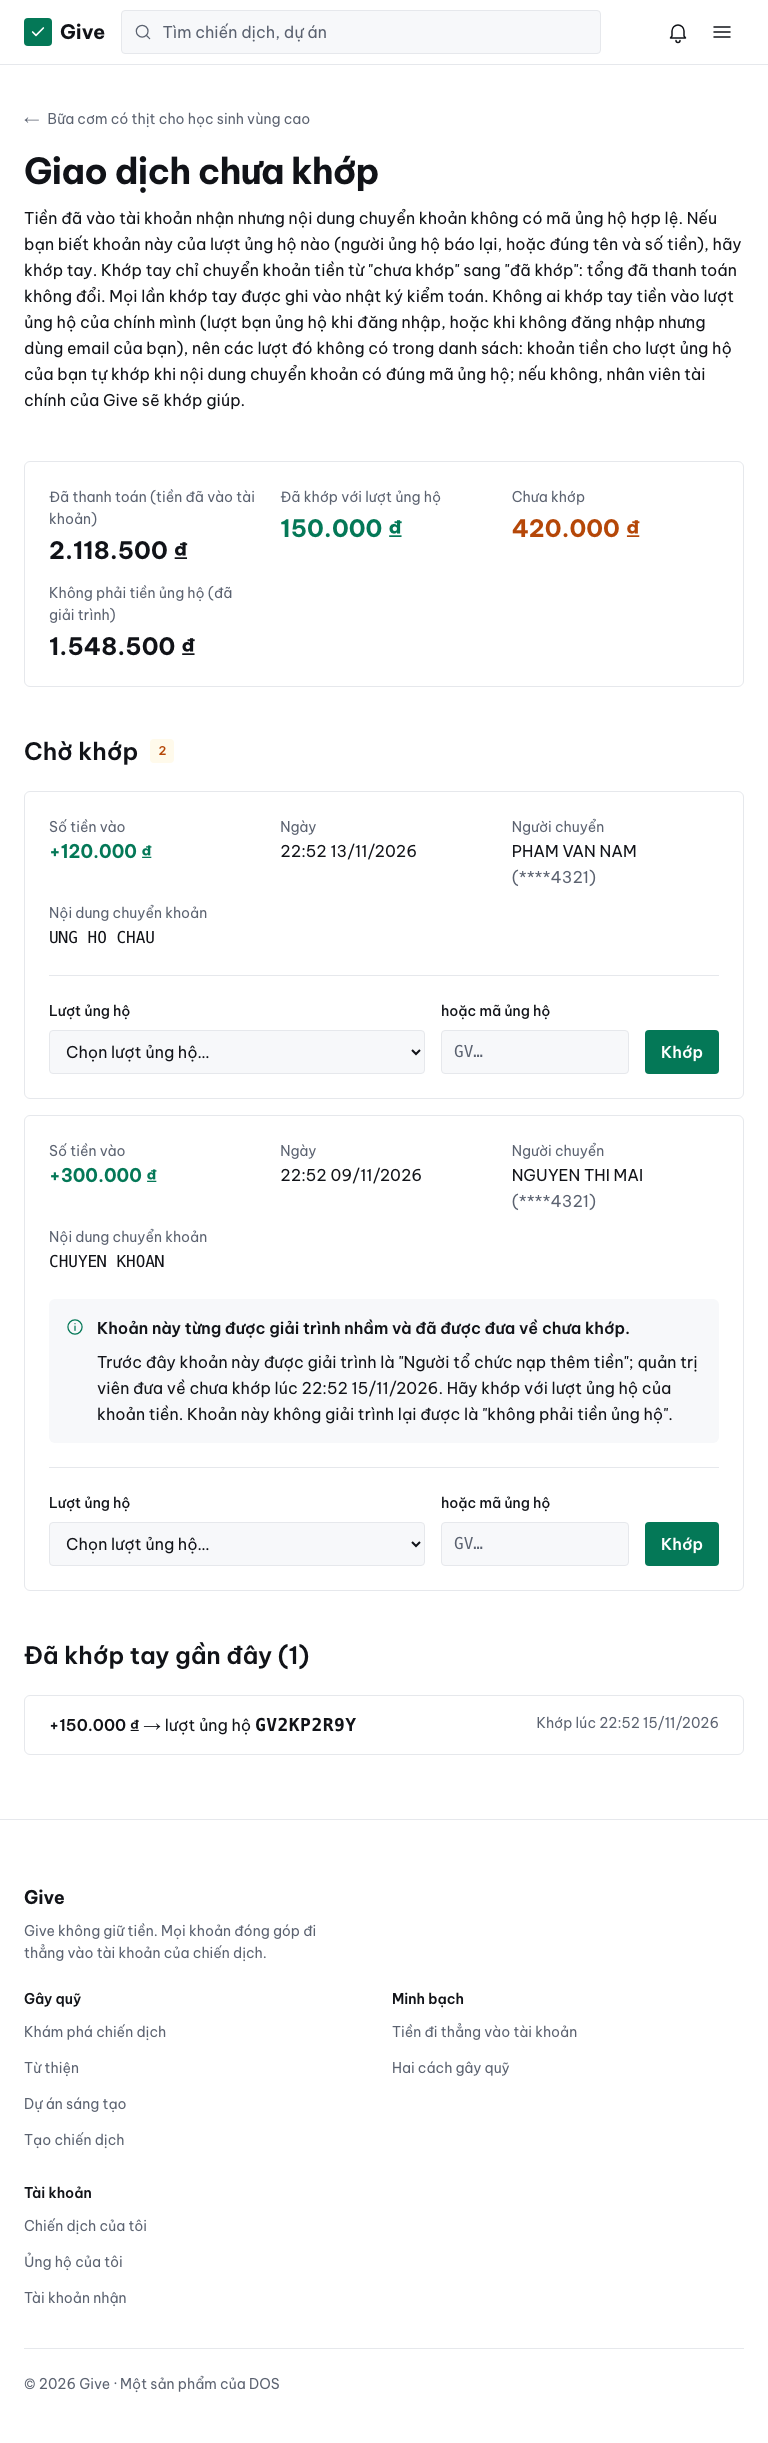 Give
Tìm chiến dịch, dự án
← Bữa cơm có thịt cho học sinh vùng cao
Giao dịch chưa khớp
Tiền đã vào tài khoản nhận nhưng nội dung chuyển khoản không có mã ủng hộ hợp lệ. Nếu
bạn biết khoản này của lượt ủng hộ nào (người ủng hộ báo lại, hoặc đúng tên và số tiền), hãy
khớp tay. Khớp tay chỉ chuyển khoản tiền từ "chưa khớp" sang "đã khớp": tổng đã thanh toán
không đổi. Mọi lần khớp tay được ghi vào nhật ký kiểm toán. Không ai khớp tay tiền vào lượt
ủng hộ của chính mình (lượt bạn ủng hộ khi đăng nhập, hoặc khi không đăng nhập nhưng
dùng email của bạn), nên các lượt đó không có trong danh sách: khoản tiền cho lượt ủng hộ
của bạn tự khớp khi nội dung chuyển khoản có đúng mã ủng hộ; nếu không, nhân viên tài
chính của Give sẽ khớp giúp.
Đã thanh toán (tiền đã vào tài
khoản)
2.118.500 ₫
Đã khớp với lượt ủng hộ
150.000 ₫
Chưa khớp
420.000 ₫
Không phải tiền ủng hộ (đã
giải trình)
1.548.500 ₫
Chờ khớp 2
Số tiền vào
+120.000 ₫
Ngày
22:52 13/11/2026
Người chuyển
PHAM VAN NAM
(****4321)
Nội dung chuyển khoản
UNG HO CHAU
Lượt ủng hộ
Chọn lượt ủng hộ...
hoặc mã ủng hộ
GV…
Khớp
Số tiền vào
+300.000 ₫
Ngày
22:52 09/11/2026
Người chuyển
NGUYEN THI MAI
(****4321)
Nội dung chuyển khoản
CHUYEN KHOAN
Khoản này từng được giải trình nhầm và đã được đưa về chưa khớp.
Trước đây khoản này được giải trình là "Người tổ chức nạp thêm tiền"; quản trị
viên đưa về chưa khớp lúc 22:52 15/11/2026. Hãy khớp với lượt ủng hộ của
khoản tiền. Khoản này không giải trình lại được là "không phải tiền ủng hộ".
Lượt ủng hộ
Chọn lượt ủng hộ...
hoặc mã ủng hộ
GV…
Khớp
Đã khớp tay gần đây (1)
+150.000 ₫ → lượt ủng hộ GV2KP2R9Y
Khớp lúc 22:52 15/11/2026
Give
Give không giữ tiền. Mọi khoản đóng góp đi
thẳng vào tài khoản của chiến dịch.
Gây quỹ
Khám phá chiến dịch
Từ thiện
Dự án sáng tạo
Tạo chiến dịch
Minh bạch
Tiền đi thẳng vào tài khoản
Hai cách gây quỹ
Tài khoản
Chiến dịch của tôi
Ủng hộ của tôi
Tài khoản nhận
© 2026 Give · Một sản phẩm của DOS